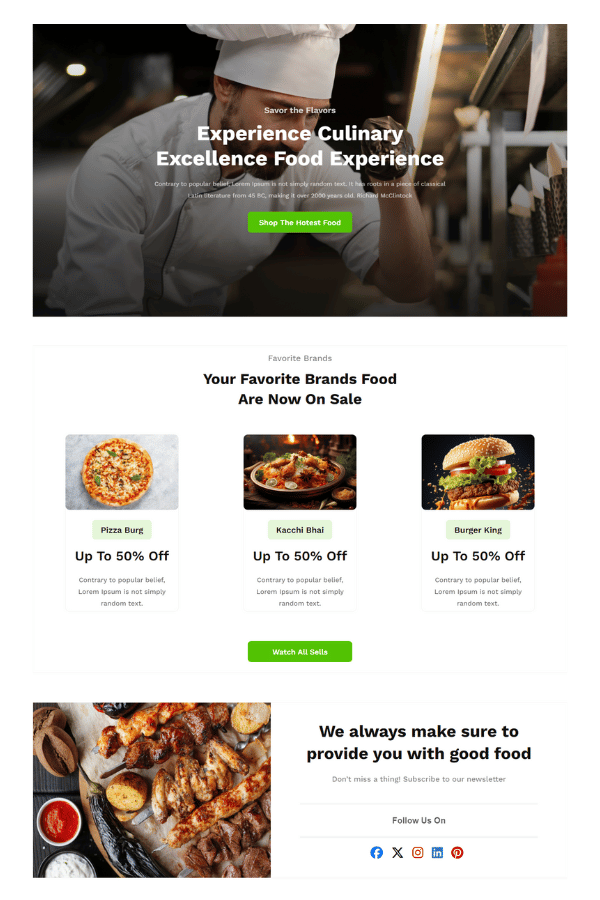 Savor the Flavors
Experience Culinary
Excellence Food Experience
Contrary to popular belief, Lorem Ipsum is not simply random text. It has roots in a piece of classical
Latin literature from 45 BC, making it over 2000 years old. Richard McClintock
Shop The Hotest Food
Favorite Brands
Your Favorite Brands Food
Are Now On Sale
Pizza Burg
Kacchi Bhai
Burger King
Up To 50% Off
Up To 50% Off
Up To 50% Off
Contrary to popular belief,
Lorem Ipsum is not simply
random text.
Contrary to popular belief,
Lorem Ipsum is not simply
random text.
Contrary to popular belief,
Lorem Ipsum is not simply
random text.
Watch All Sells
We always make sure to
provide you with good food
Don't miss a thing! Subscribe to our newsletter
Follow Us On